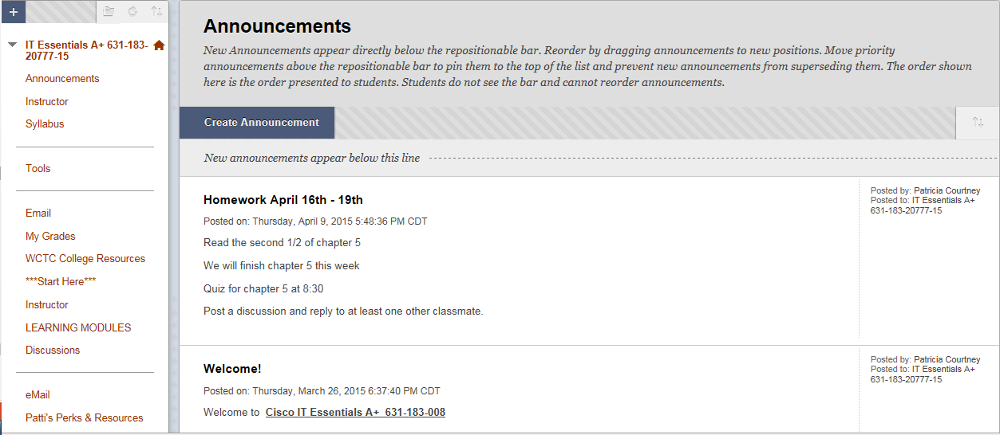 +
IT Essentials A+ 631-183-
20777-15
Announcements
Instructor
Syllabus
Tools
Email
My Grades
WCTC College Resources
***Start Here***
Instructor
LEARNING MODULES
Discussions
eMail
Patti's Perks & Resources
Announcements
New Announcements appear directly below the repositionable bar. Reorder by dragging announcements to new positions. Move priority
announcements above the repositionable bar to pin them to the top of the list and prevent new announcements from superseding them. The order shown
here is the order presented to students. Students do not see the bar and cannot reorder announcements.
Create Announcement
New announcements appear below this line
Homework April 16th - 19th
Posted on: Thursday, April 9, 2015 5:48:36 PM CDT
Read the second 1/2 of chapter 5
We will finish chapter 5 this week
Quiz for chapter 5 at 8:30
Post a discussion and reply to at least one other classmate.
Posted by: Patricia Courtney
Posted to: IT Essentials A+
631-183-20777-15
Welcome!
Posted on: Thursday, March 26, 2015 6:37:40 PM CDT
Welcome to Cisco IT Essentials A+ 631-183-008
Posted by: Patricia Courtney
Posted to: IT Essentials A+
631-183-20777-15